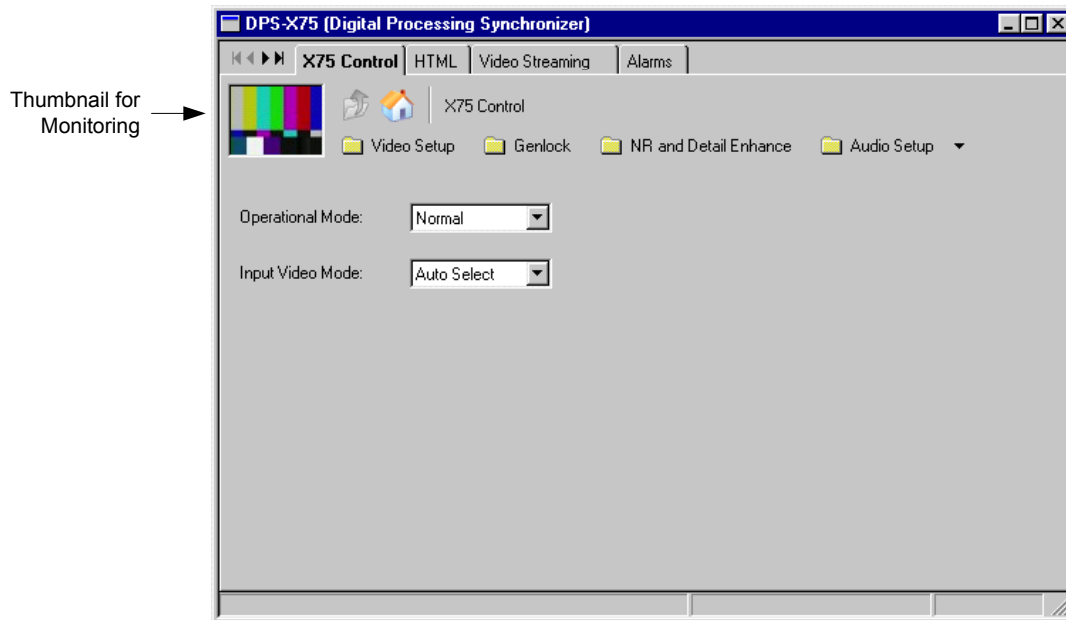 DPS-X75 (Digital Processing Synchronizer)
X75 Control HTML Video Streaming Alarms
Thumbnail for
Monitoring
X75 Control
Video Setup Genlock NR and Detail Enhance Audio Setup
Operational Mode: Normal
Input Video Mode: Auto Select